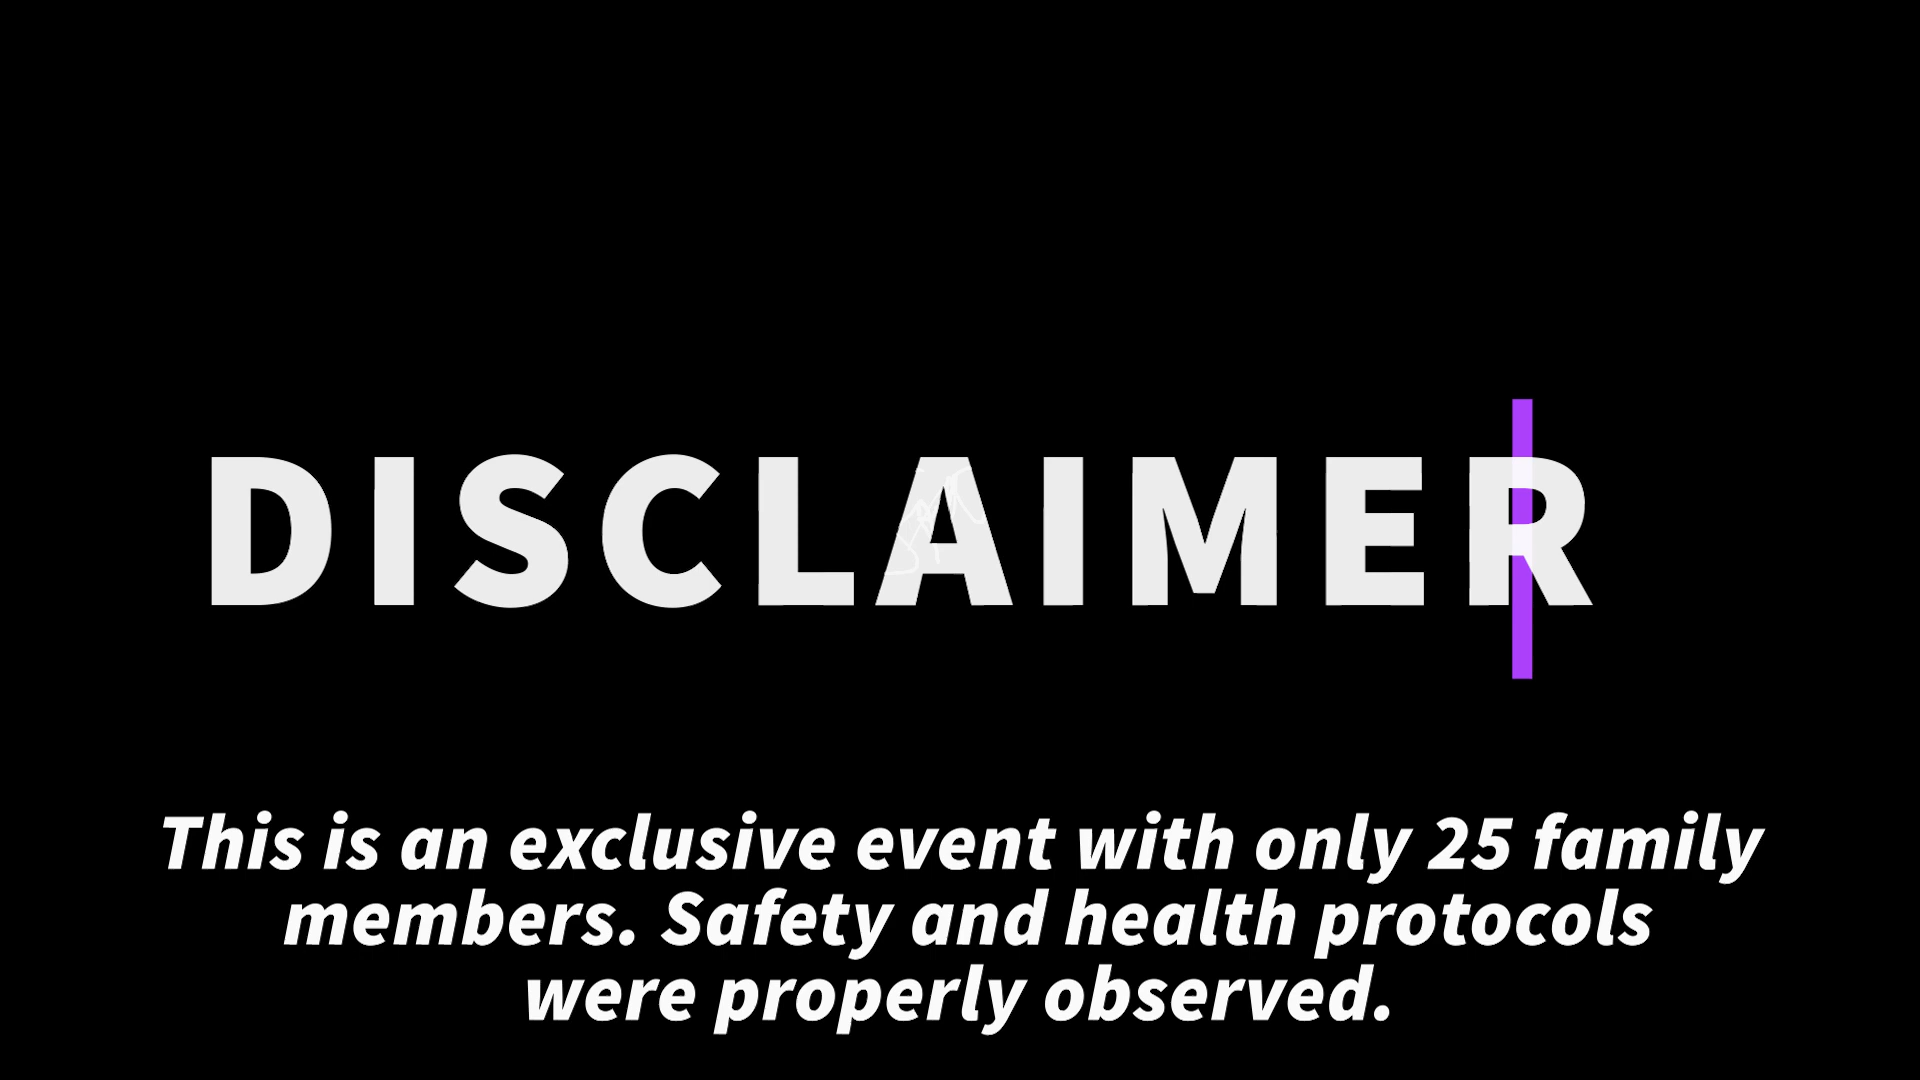 DISCLAIMER
This is an exclusive event with only 25 family
members. Safety and health protocols
were properly observed.